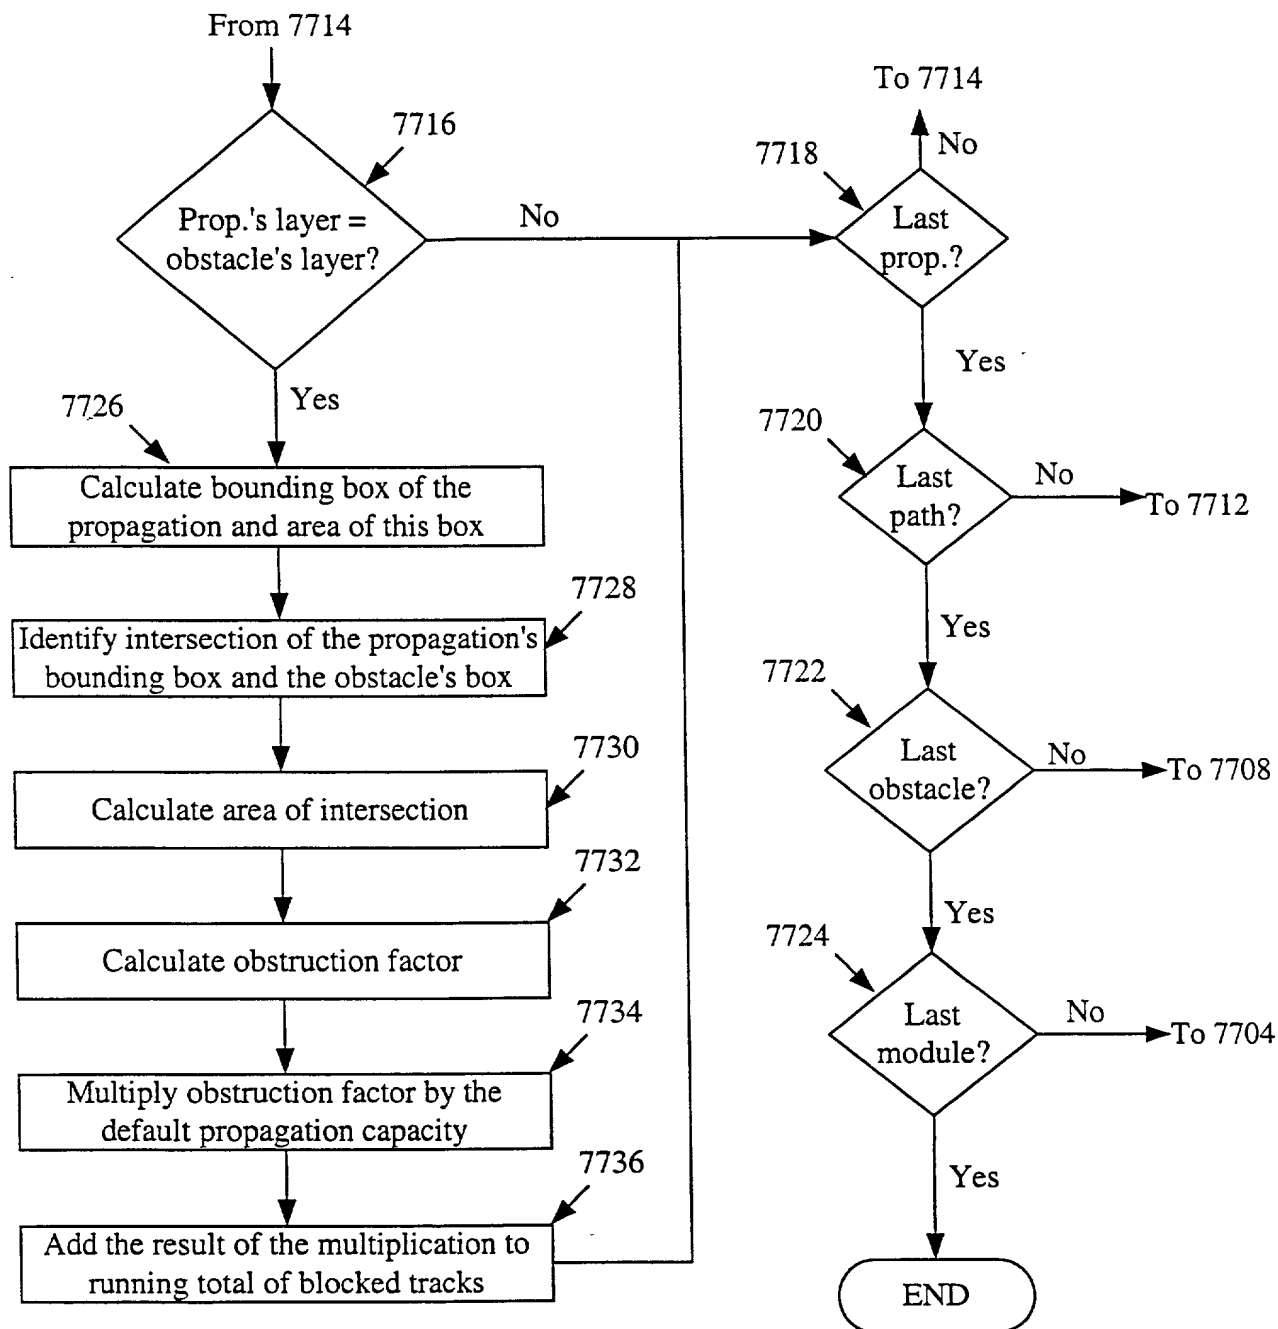 From 7714
7716
Prop.'s layer =
obstacle's layer?
No
Yes
7726
Calculate bounding box of the
propagation and area of this box
7728
Identify intersection of the propagation's
bounding box and the obstacle's box
7730
Calculate area of intersection
7732
Calculate obstruction factor
7734
Multiply obstruction factor by the
default propagation capacity
7736
Add the result of the multiplication to
running total of blocked tracks
To 7714
No
7718
Last
prop.?
Yes
7720
Last
path?
No
To 7712
Yes
7722
Last
obstacle?
No
To 7708
Yes
7724
Last
module?
No
To 7704
Yes
END